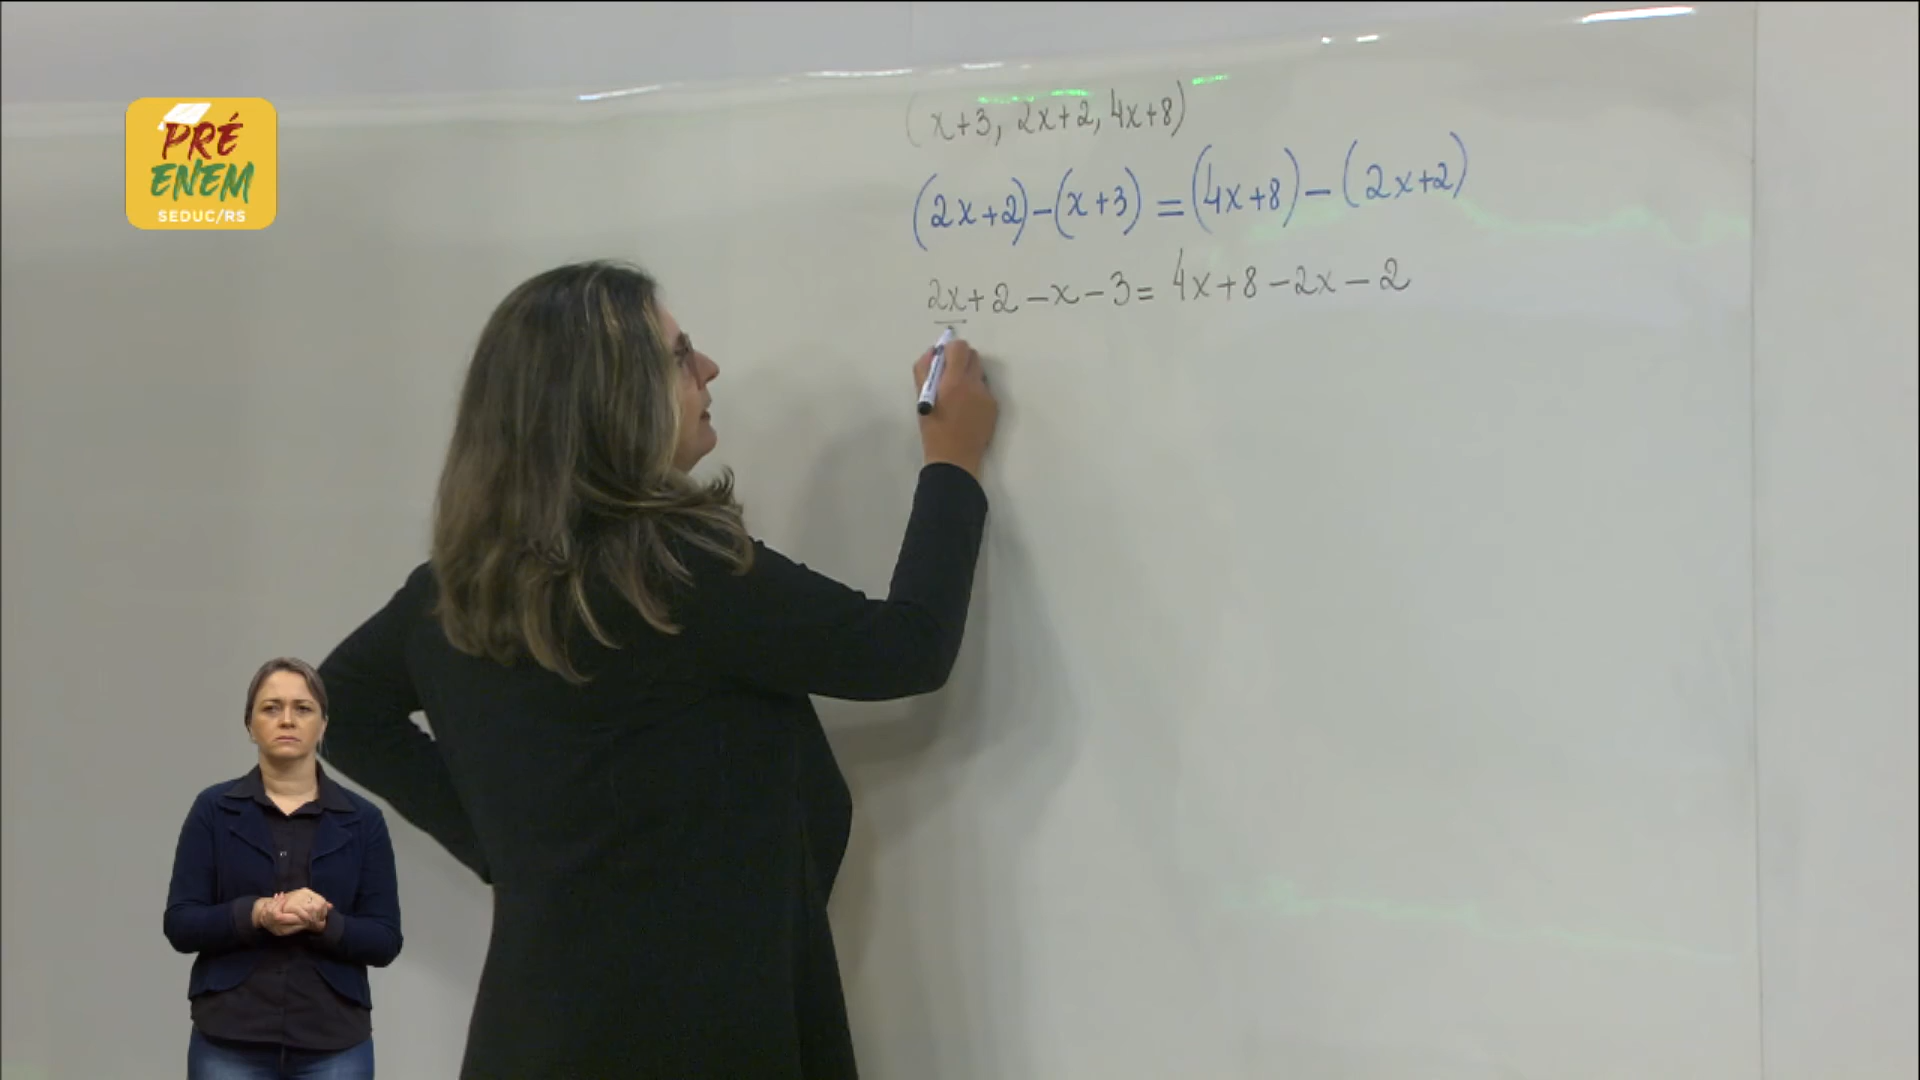 PRÉ
ENEM
SEDUC/RS
(x+3, 2x+2, 4x+8)
(2x+2)-(x+3) = (4x+8)-(2x+2)
2x+2-x-3= 4x+8-2x-2